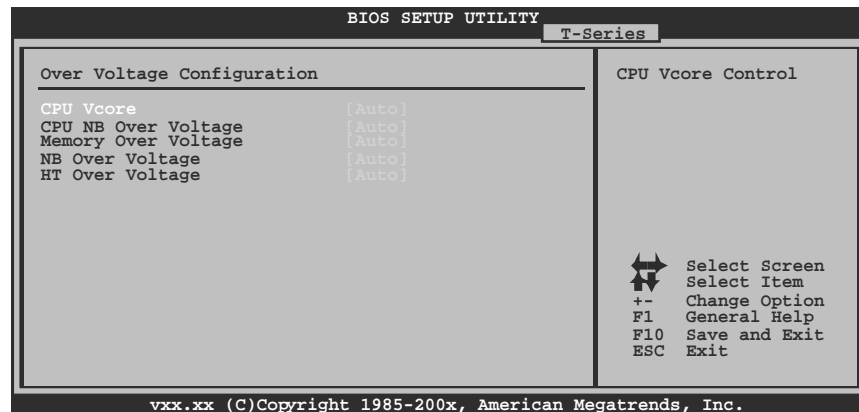 BIOS SETUP UTILITY
T-Series
Over Voltage Configuration
CPU Vcore [Auto]
CPU NB Over Voltage [Auto]
Memory Over Voltage [Auto]
NB Over Voltage [Auto]
HT Over Voltage [Auto]
CPU Vcore Control
Select Screen
Select Item
+- Change Option
F1 General Help
F10 Save and Exit
ESC Exit
vxx.xx (C)Copyright 1985-200x, American Megatrends, Inc.